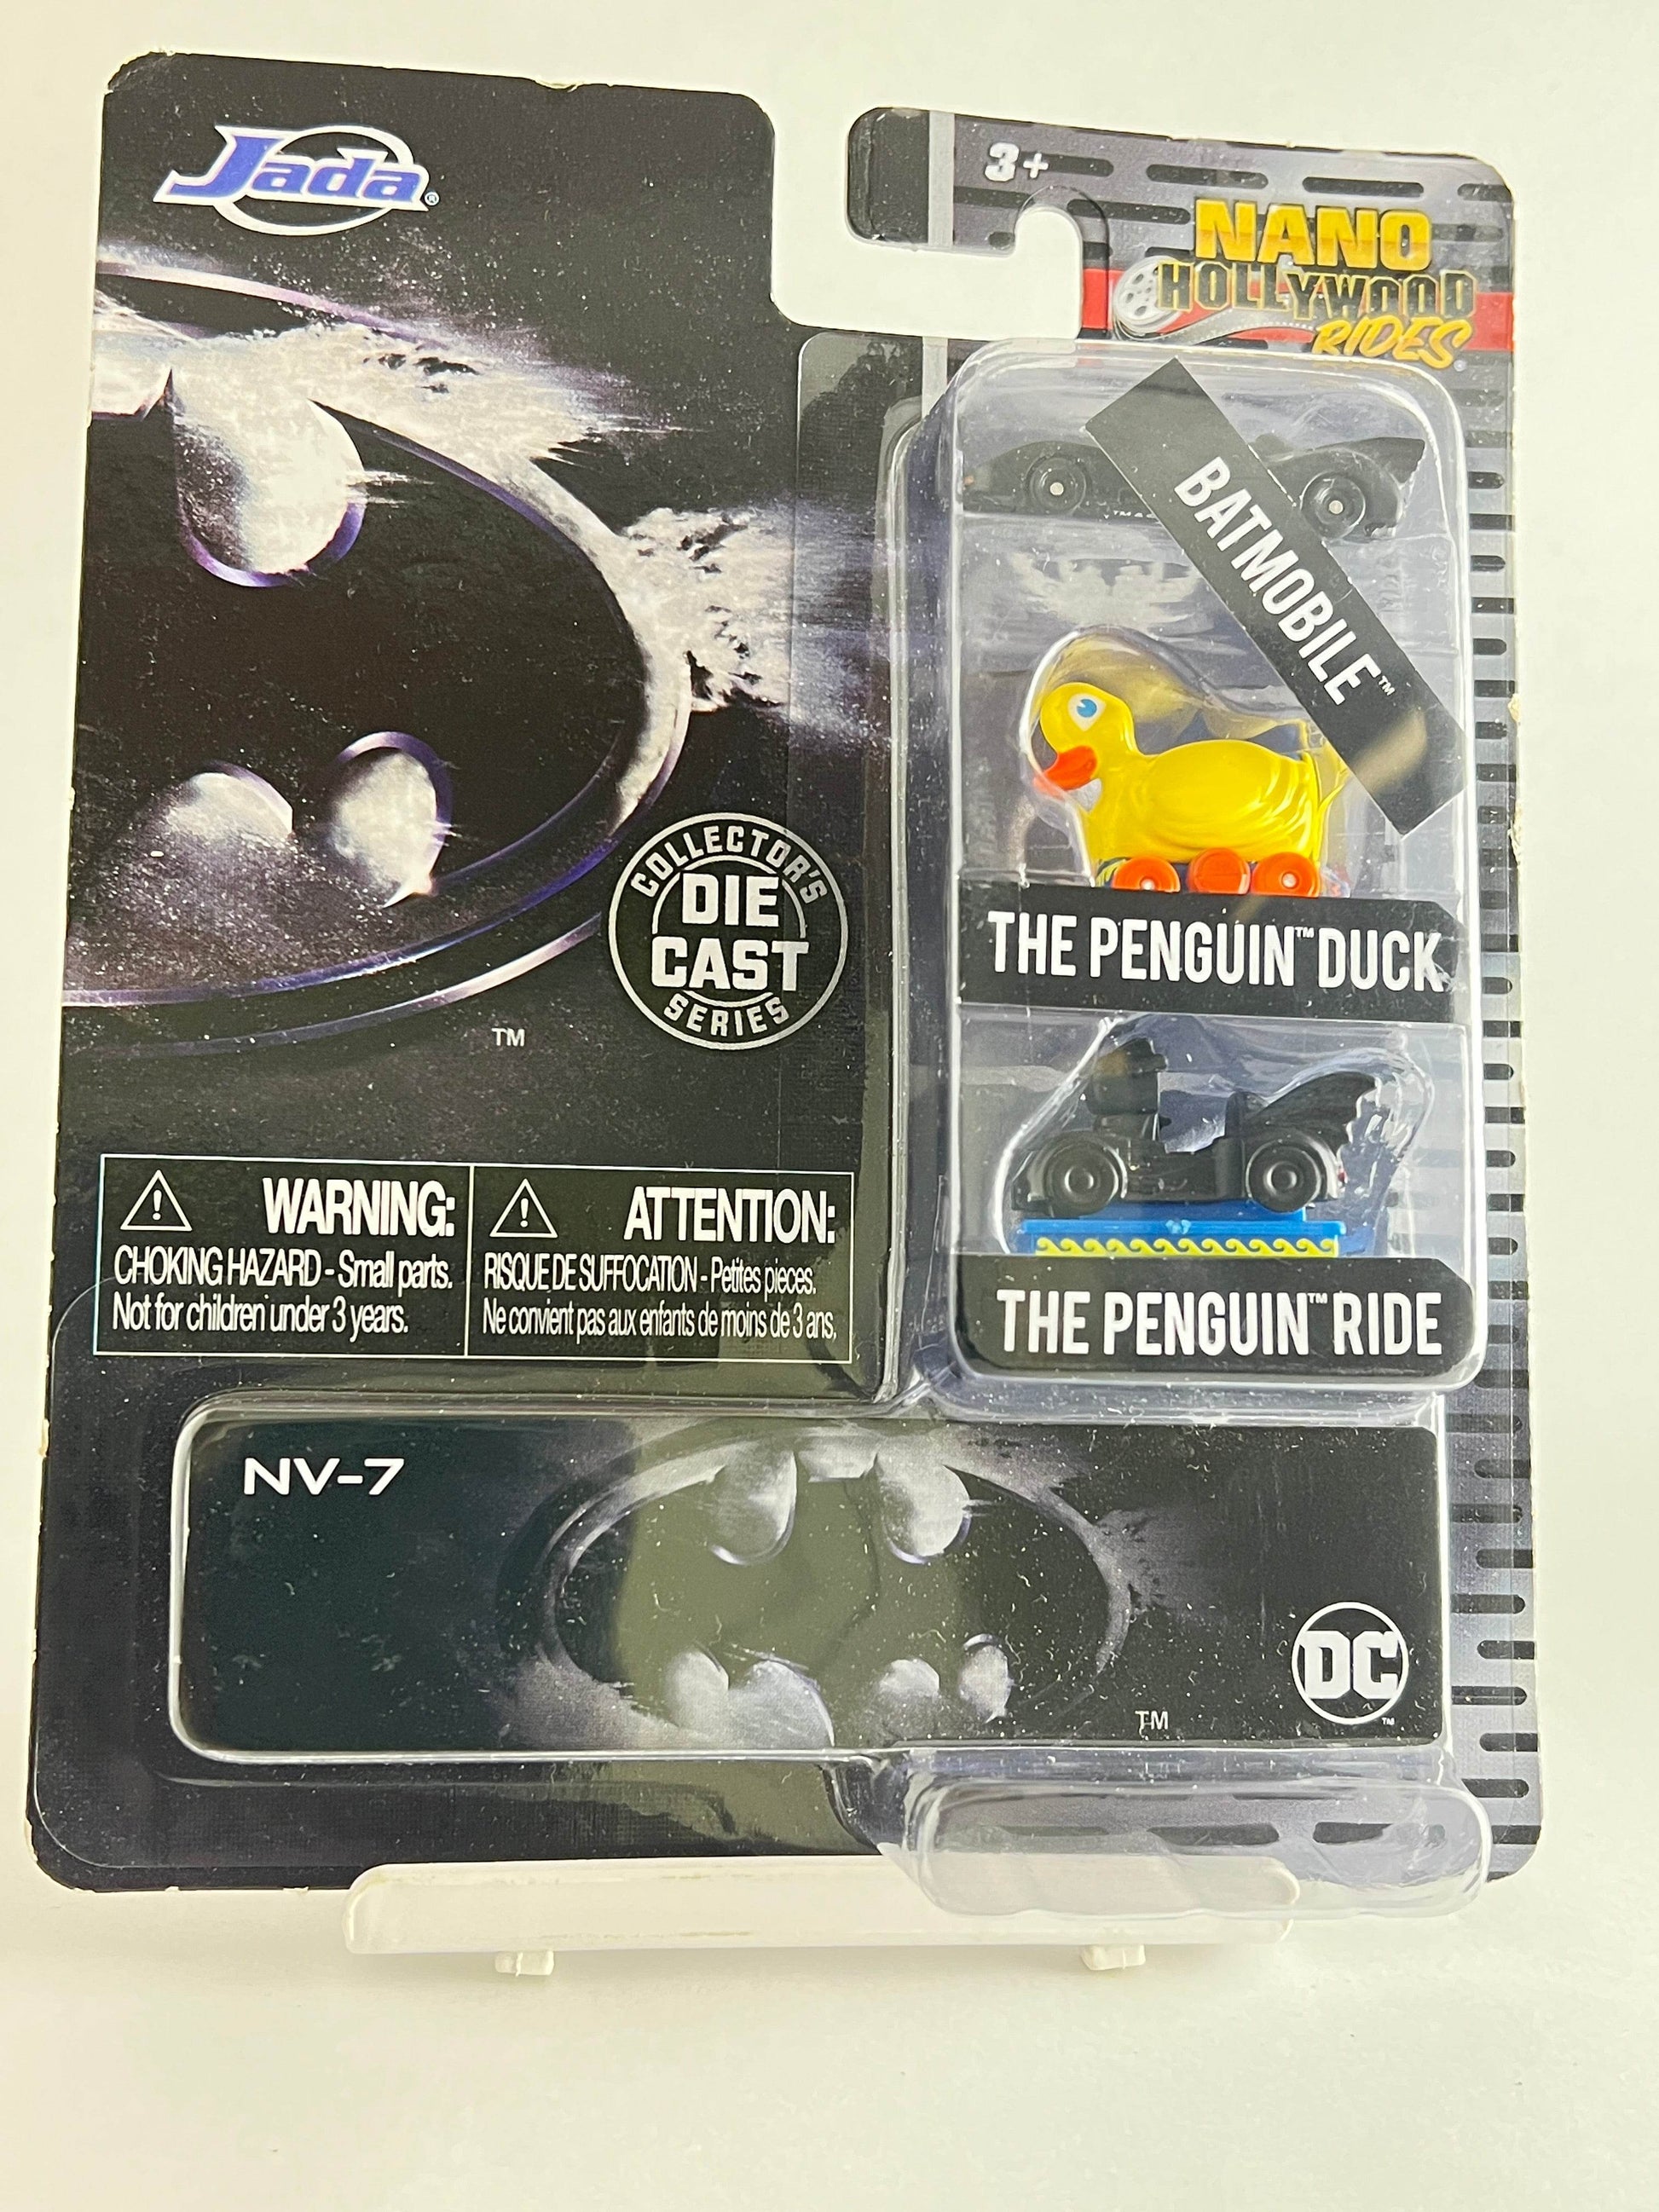 Jada®
3+
NANO
HOLLYWOOD
RIDES®
BATMOBILE™
COLLECTOR'S
DIE
CAST
SERIES
™
THE PENGUIN™ DUCK
THE PENGUIN™ RIDE
WARNING:
CHOKING HAZARD - Small parts.
Not for children under 3 years.
ATTENTION:
RISQUE DE SUFFOCATION - Petites pieces.
Ne convient pas aux enfants de moins de 3 ans.
NV-7
™
DC™